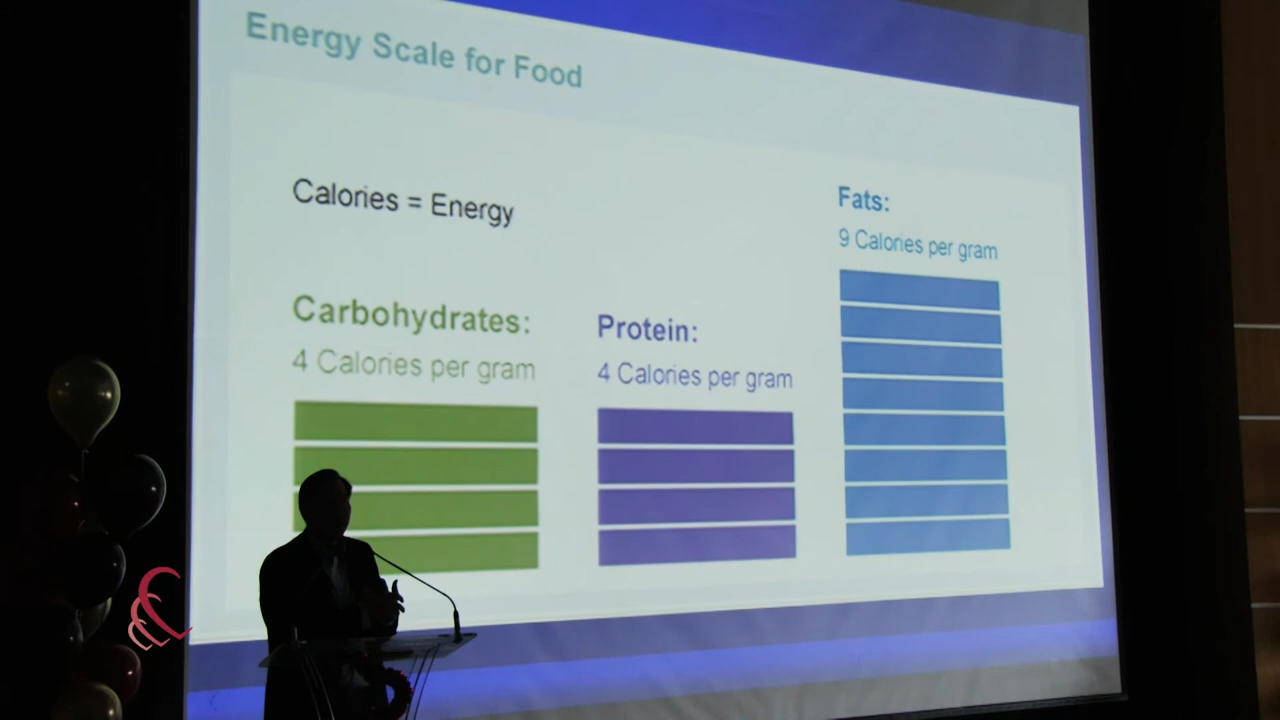 Energy Scale for Food
Calories = Energy
Fats:
9 Calories per gram
Carbohydrates:
4 Calories per gram
Protein:
4 Calories per gram